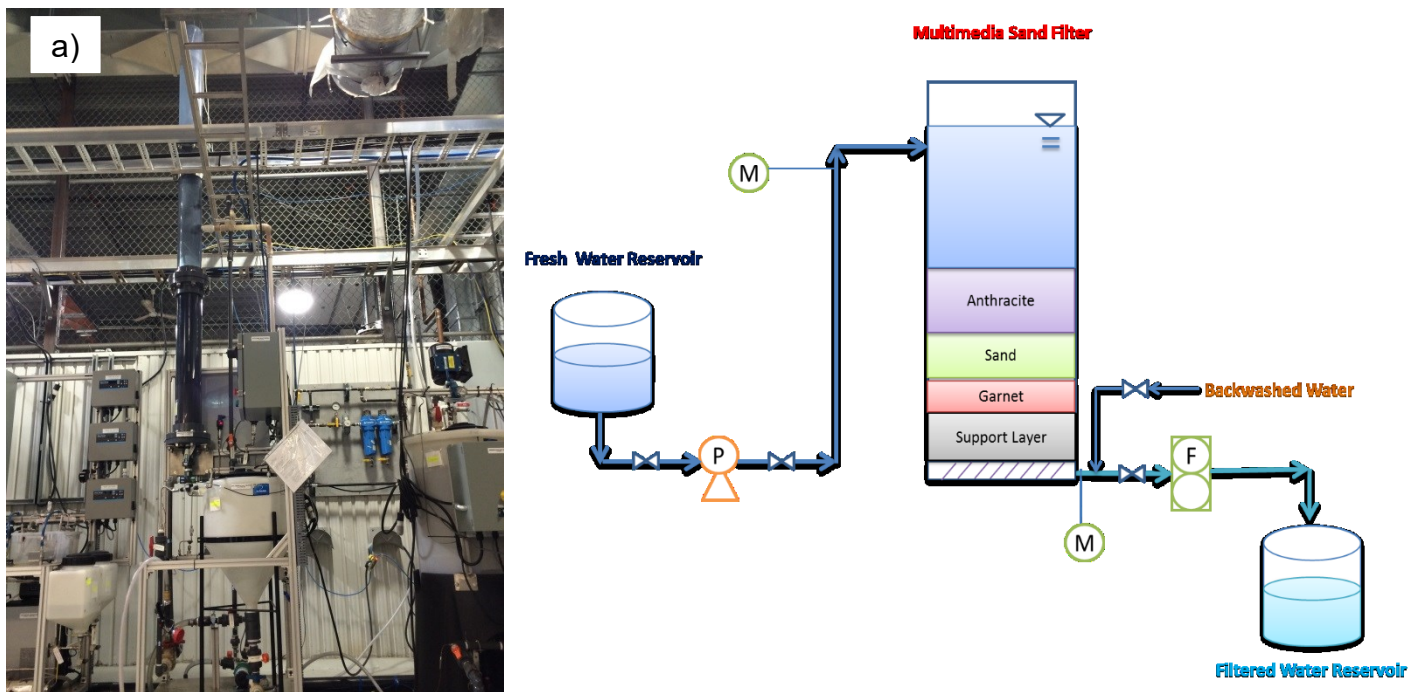 a)
Multimedia Sand Filter
M
Fresh Water Reservoir
Anthracite
Sand
Garnet
Backwashed Water
Support Layer
P
F
M
Filtered Water Reservoir